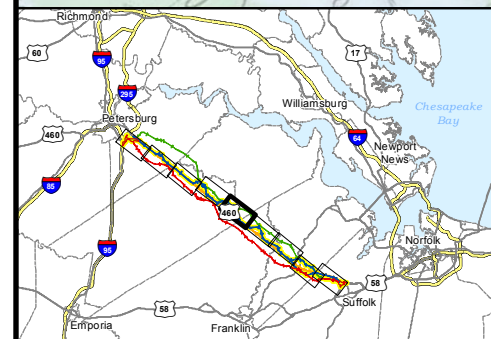 Richmond
60
95
17
295
Williamsburg
Chesapeake
Bay
Petersburg
460
64
Newport
News
85
460
95
Norfolk
58
Suffolk
58
Emporia
Franklin